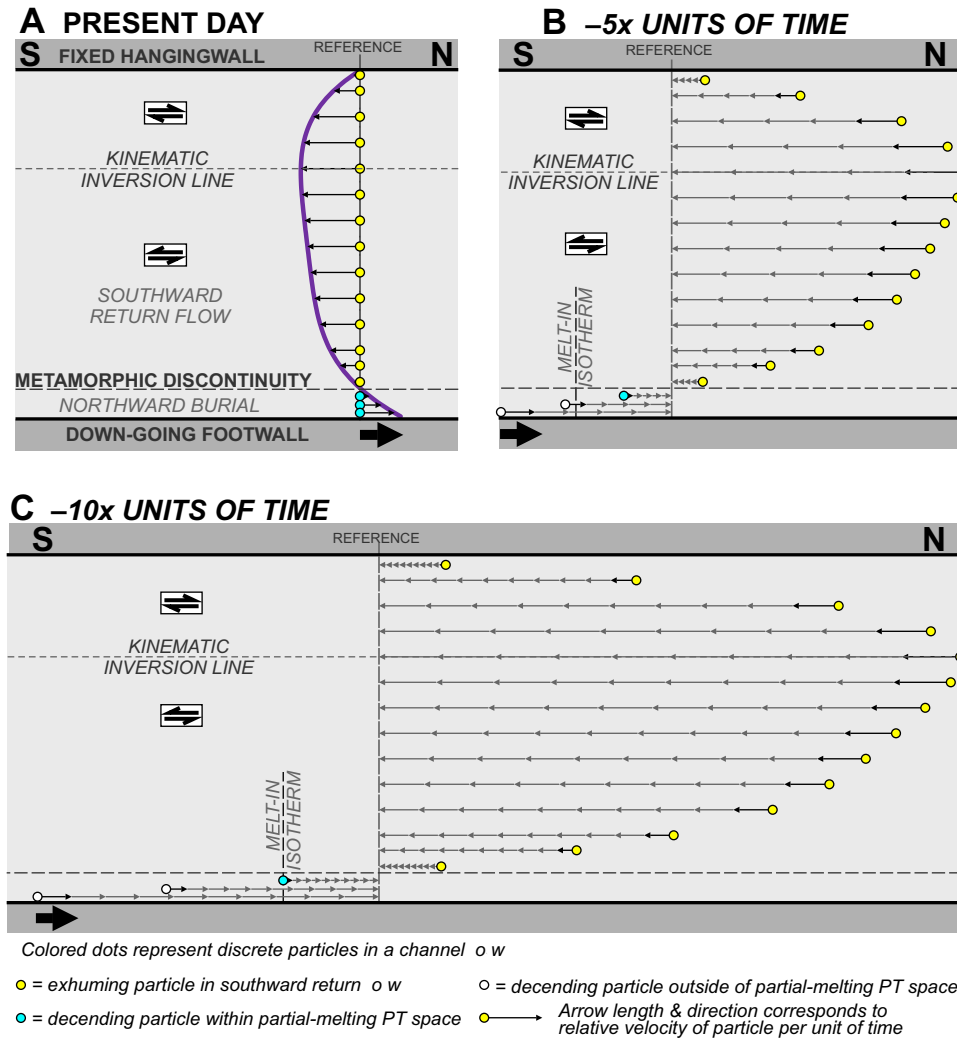 A PRESENT DAY
S FIXED HANGINGWALL REFERENCE N
KINEMATIC
INVERSION LINE
SOUTHWARD
RETURN FLOW
METAMORPHIC DISCONTINUITY
NORTHWARD BURIAL
DOWN-GOING FOOTWALL
B –5x UNITS OF TIME
S REFERENCE N
KINEMATIC
INVERSION LINE
MELT-IN
ISOTHERM
C –10x UNITS OF TIME
S REFERENCE N
KINEMATIC
INVERSION LINE
MELT-IN
ISOTHERM
Colored dots represent discrete particles in a channel o w
= exhuming particle in southward return o w
= decending particle within partial-melting PT space
= decending particle outside of partial-melting PT space
Arrow length & direction corresponds to
relative velocity of particle per unit of time